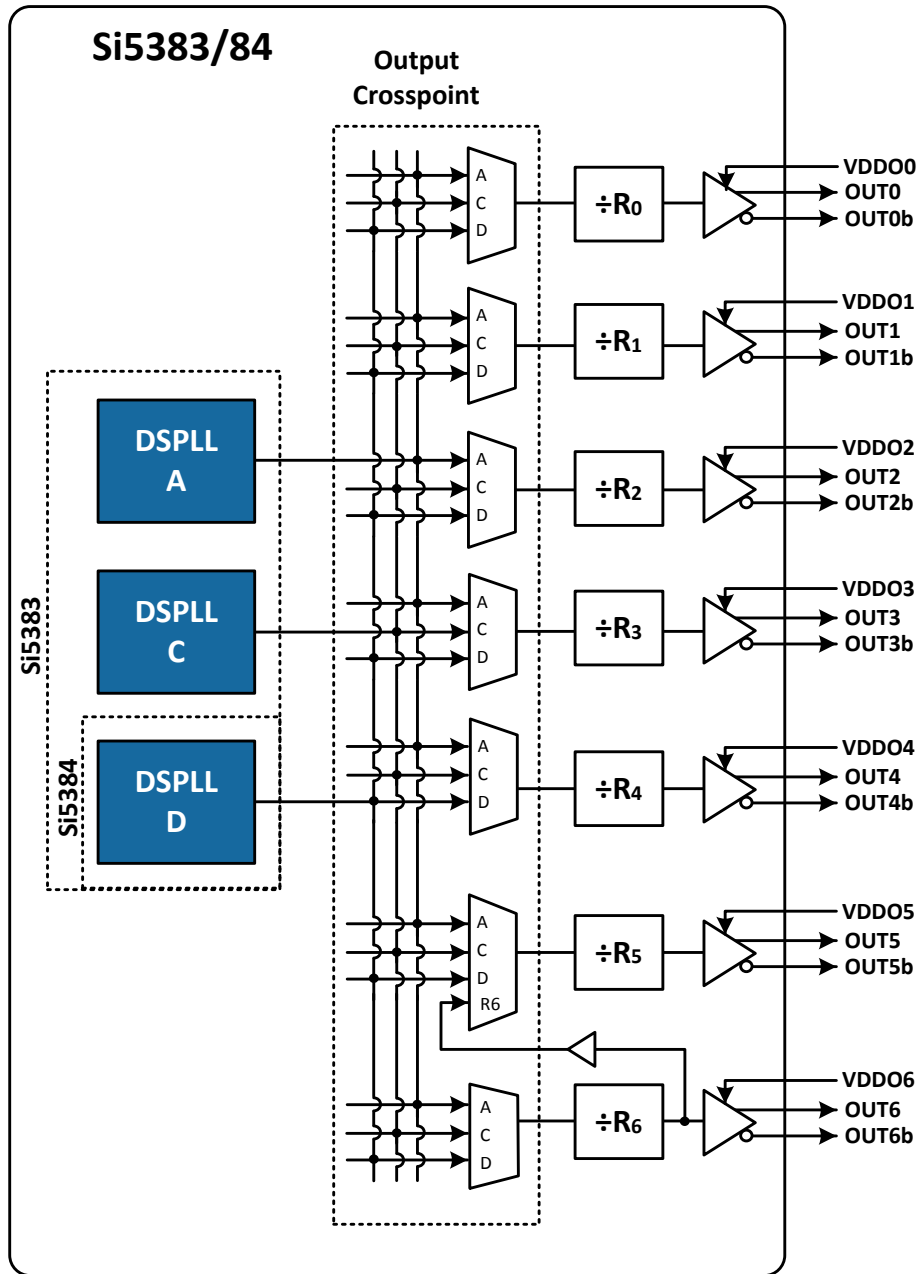 Si5383/84
Output
Crosspoint
A
C
D
÷R0
VDDO0
OUT0
OUT0b
A
C
D
÷R1
VDDO1
OUT1
OUT1b
DSPLL
A
A
C
D
÷R2
VDDO2
OUT2
OUT2b
Si5383
DSPLL
C
A
C
D
÷R3
VDDO3
OUT3
OUT3b
Si5384
DSPLL
D
A
C
D
÷R4
VDDO4
OUT4
OUT4b
A
C
D
R6
÷R5
VDDO5
OUT5
OUT5b
A
C
D
÷R6
VDDO6
OUT6
OUT6b